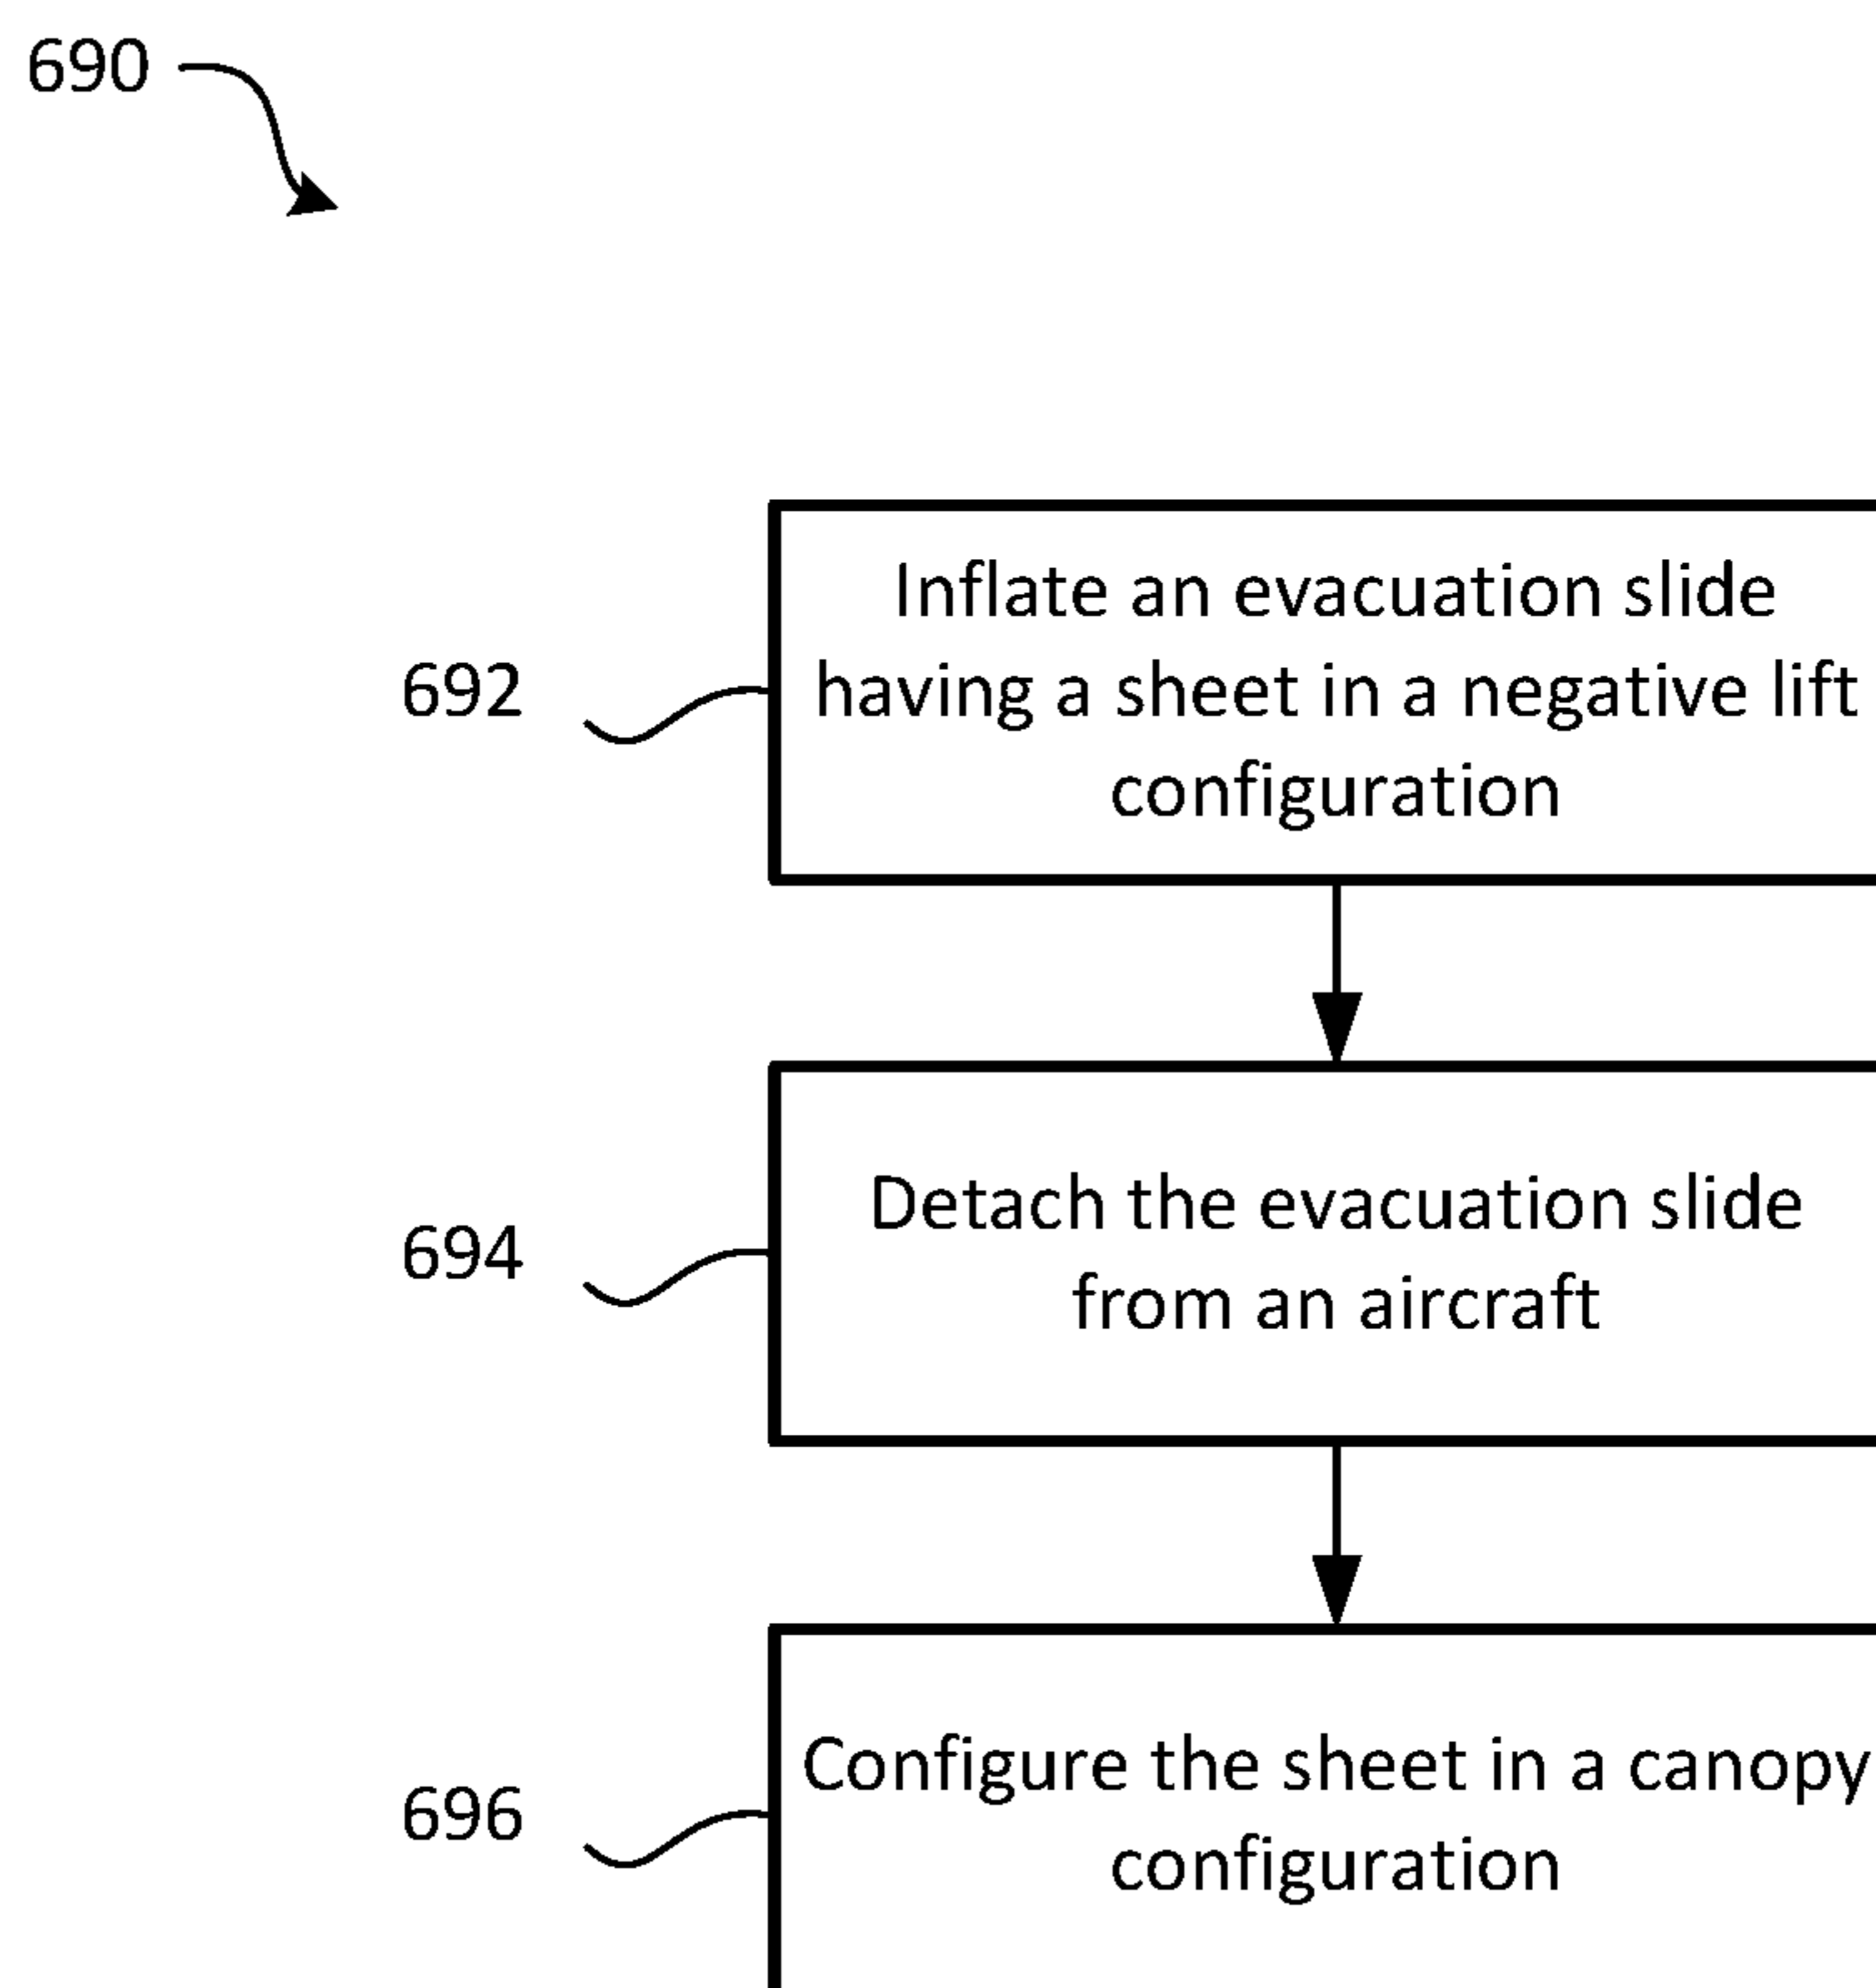 690
692
Inflate an evacuation slide
having a sheet in a negative lift
configuration
694
Detach the evacuation slide
from an aircraft
696
Configure the sheet in a canopy
configuration